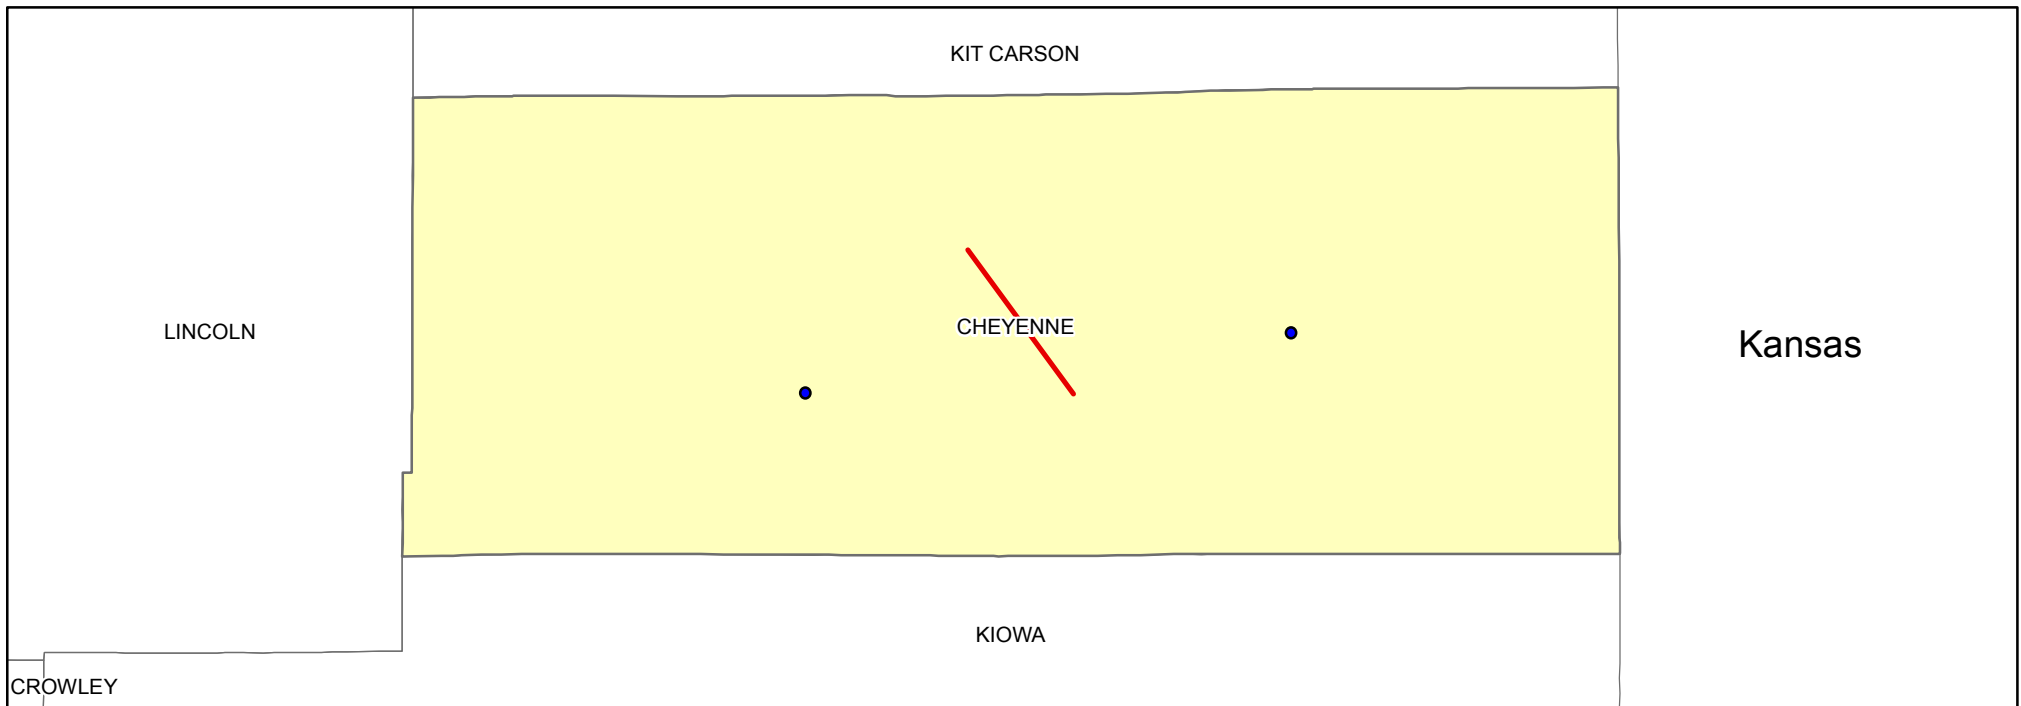 KIT CARSON
LINCOLN
CHEYENNE
Kansas
KIOWA
CROWLEY